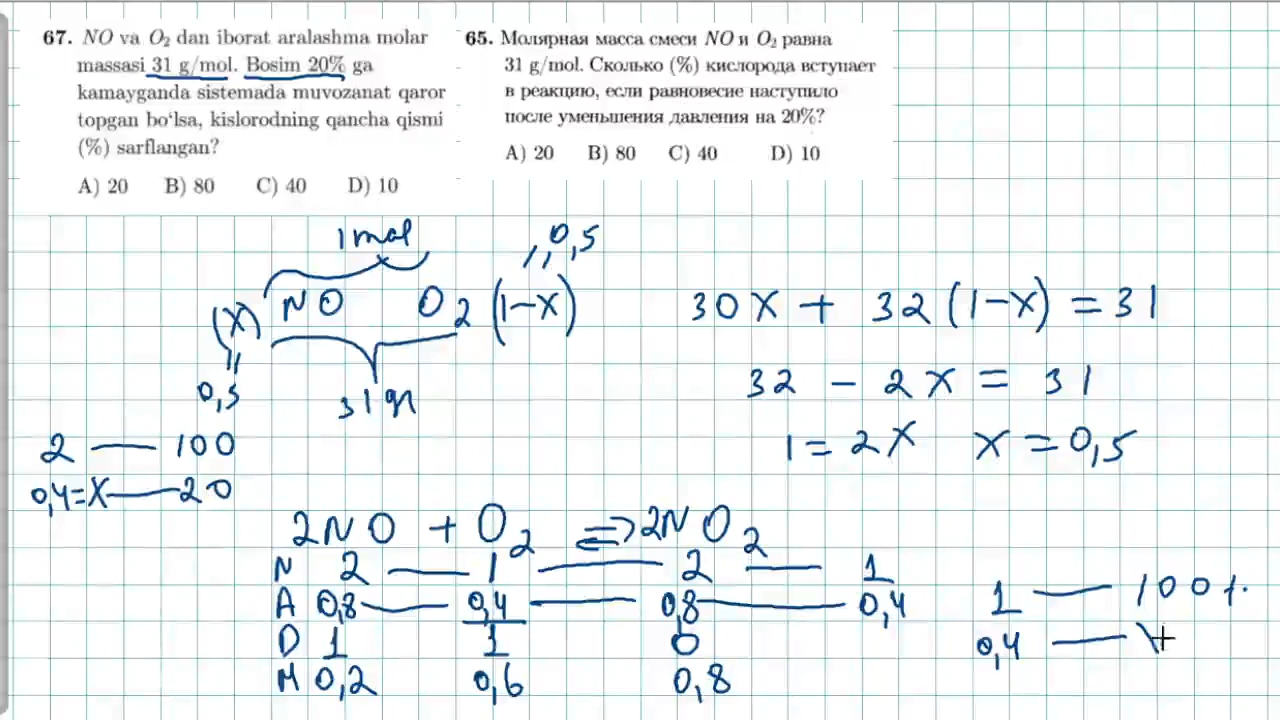 67. NO va O₂ dan iborat aralashma molar
massasi 31 g/mol. Bosim 20% ga
kamayganda sistemada muvozanat qaror
topgan bo‘lsa, kislorodning qancha qismi
(%) sarflangan?
A) 20 B) 80 C) 40 D) 10
65. Молярная масса смеси NO и O₂ равна
31 g/mol. Сколько (%) кислорода вступает
в реакцию, если равновесие наступило
после уменьшения давления на 20%?
A) 20 B) 80 C) 40 D) 10
1 mol
0,5
(x) NO O₂ (1-x)
0,5
31 gr
30x + 32(1-x) = 31
32 - 2x = 31
1 = 2x x = 0,5
2 — 100
0,4=x — 20
2NO + O₂ ⇌ 2NO₂
N 2 — 1 — 2 — 1
A 0,8 — 0,4 — 0,8 — 0,4
D 1 1 0
M 0,2 0,6 0,8
1 — 100%
0,4 —